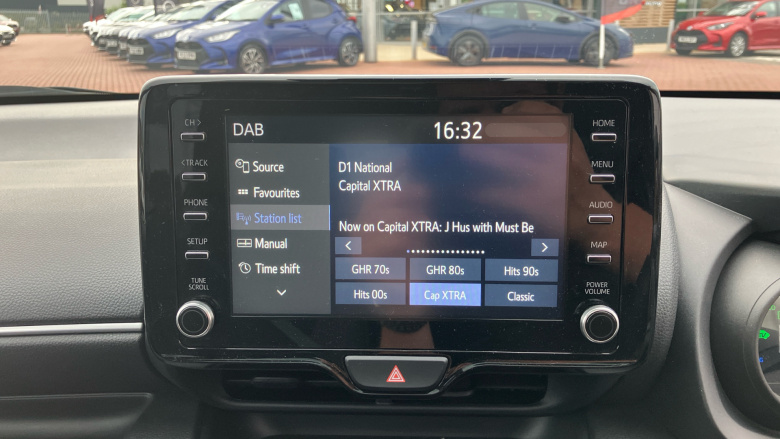 CH >
< TRACK
PHONE
SETUP
TUNE
SCROLL
DAB
16:32
Source
Favourites
Station list
Manual
Time shift
D1 National
Capital XTRA
Now on Capital XTRA: J Hus with Must Be
<
>
GHR 70s
GHR 80s
Hits 90s
Hits 00s
Cap XTRA
Classic
HOME
MENU
AUDIO
MAP
POWER
VOLUME